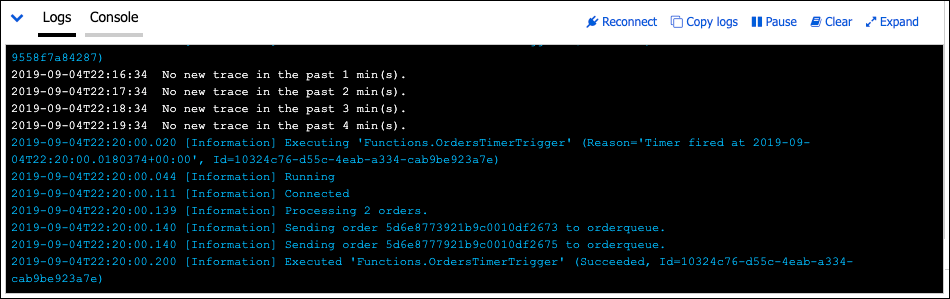 Logs Console Reconnect Copy logs Pause Clear Expand
9558f7a84287)
2019-09-04T22:16:34  No new trace in the past 1 min(s).
2019-09-04T22:17:34  No new trace in the past 2 min(s).
2019-09-04T22:18:34  No new trace in the past 3 min(s).
2019-09-04T22:19:34  No new trace in the past 4 min(s).
2019-09-04T22:20:00.020 [Information] Executing 'Functions.OrdersTimerTrigger' (Reason='Timer fired at 2019-09-
04T22:20:00.0180374+00:00', Id=10324c76-d55c-4eab-a334-cab9be923a7e)
2019-09-04T22:20:00.044 [Information] Running
2019-09-04T22:20:00.111 [Information] Connected
2019-09-04T22:20:00.139 [Information] Processing 2 orders.
2019-09-04T22:20:00.140 [Information] Sending order 5d6e8773921b9c0010df2673 to orderqueue.
2019-09-04T22:20:00.140 [Information] Sending order 5d6e8777921b9c0010df2675 to orderqueue.
2019-09-04T22:20:00.200 [Information] Executed 'Functions.OrdersTimerTrigger' (Succeeded, Id=10324c76-d55c-4eab-a334-
cab9be923a7e)